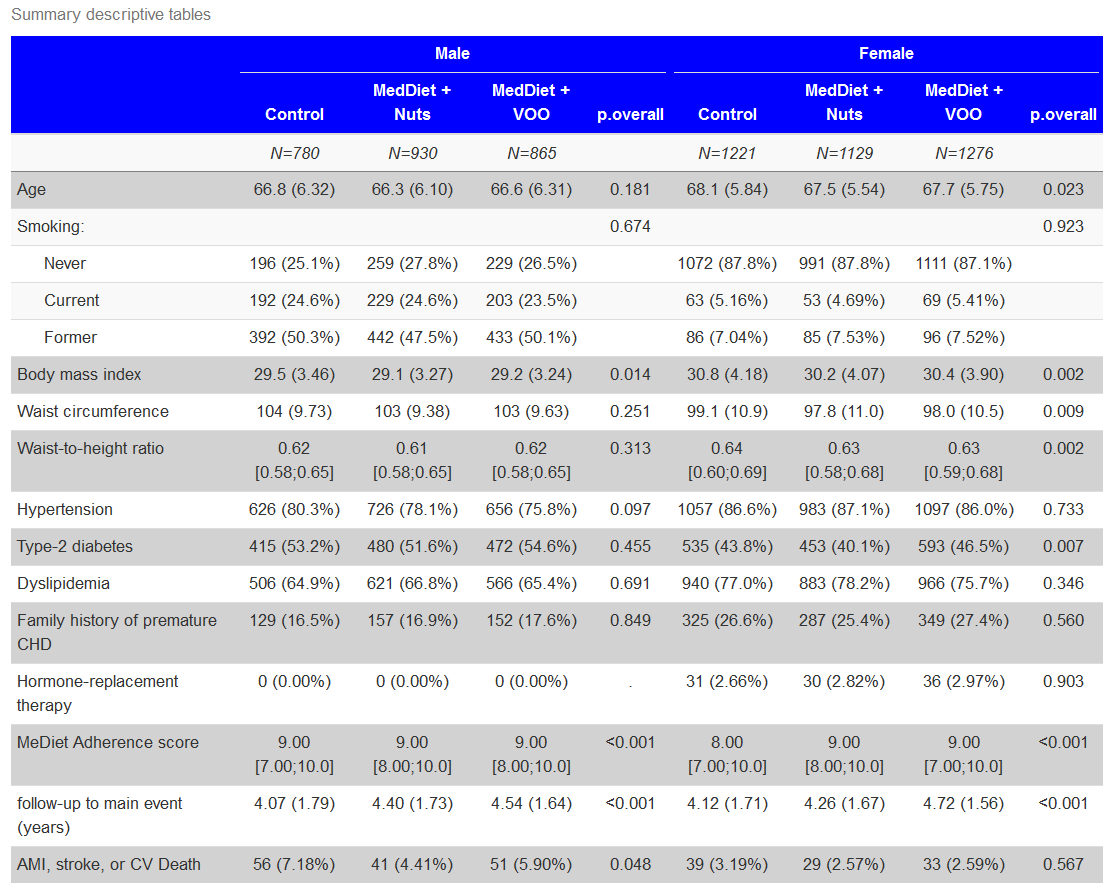 Summary descriptive tables
Male Female
Control MedDiet + Nuts MedDiet + VOO p.overall Control MedDiet + Nuts MedDiet + VOO p.overall
N=780 N=930 N=865 N=1221 N=1129 N=1276
Age 66.8 (6.32) 66.3 (6.10) 66.6 (6.31) 0.181 68.1 (5.84) 67.5 (5.54) 67.7 (5.75) 0.023
Smoking: 0.674 0.923
Never 196 (25.1%) 259 (27.8%) 229 (26.5%) 1072 (87.8%) 991 (87.8%) 1111 (87.1%)
Current 192 (24.6%) 229 (24.6%) 203 (23.5%) 63 (5.16%) 53 (4.69%) 69 (5.41%)
Former 392 (50.3%) 442 (47.5%) 433 (50.1%) 86 (7.04%) 85 (7.53%) 96 (7.52%)
Body mass index 29.5 (3.46) 29.1 (3.27) 29.2 (3.24) 0.014 30.8 (4.18) 30.2 (4.07) 30.4 (3.90) 0.002
Waist circumference 104 (9.73) 103 (9.38) 103 (9.63) 0.251 99.1 (10.9) 97.8 (11.0) 98.0 (10.5) 0.009
Waist-to-height ratio 0.62 0.61 0.62 0.313 0.64 0.63 0.63 0.002
[0.58;0.65] [0.58;0.65] [0.58;0.65] [0.60;0.69] [0.58;0.68] [0.59;0.68]
Hypertension 626 (80.3%) 726 (78.1%) 656 (75.8%) 0.097 1057 (86.6%) 983 (87.1%) 1097 (86.0%) 0.733
Type-2 diabetes 415 (53.2%) 480 (51.6%) 472 (54.6%) 0.455 535 (43.8%) 453 (40.1%) 593 (46.5%) 0.007
Dyslipidemia 506 (64.9%) 621 (66.8%) 566 (65.4%) 0.691 940 (77.0%) 883 (78.2%) 966 (75.7%) 0.346
Family history of premature 129 (16.5%) 157 (16.9%) 152 (17.6%) 0.849 325 (26.6%) 287 (25.4%) 349 (27.4%) 0.560
CHD
Hormone-replacement 0 (0.00%) 0 (0.00%) 0 (0.00%) . 31 (2.66%) 30 (2.82%) 36 (2.97%) 0.903
therapy
MeDiet Adherence score 9.00 9.00 9.00 <0.001 8.00 9.00 9.00 <0.001
[7.00;10.0] [8.00;10.0] [8.00;10.0] [7.00;10.0] [8.00;10.0] [7.00;10.0]
follow-up to main event 4.07 (1.79) 4.40 (1.73) 4.54 (1.64) <0.001 4.12 (1.71) 4.26 (1.67) 4.72 (1.56) <0.001
(years)
AMI, stroke, or CV Death 56 (7.18%) 41 (4.41%) 51 (5.90%) 0.048 39 (3.19%) 29 (2.57%) 33 (2.59%) 0.567